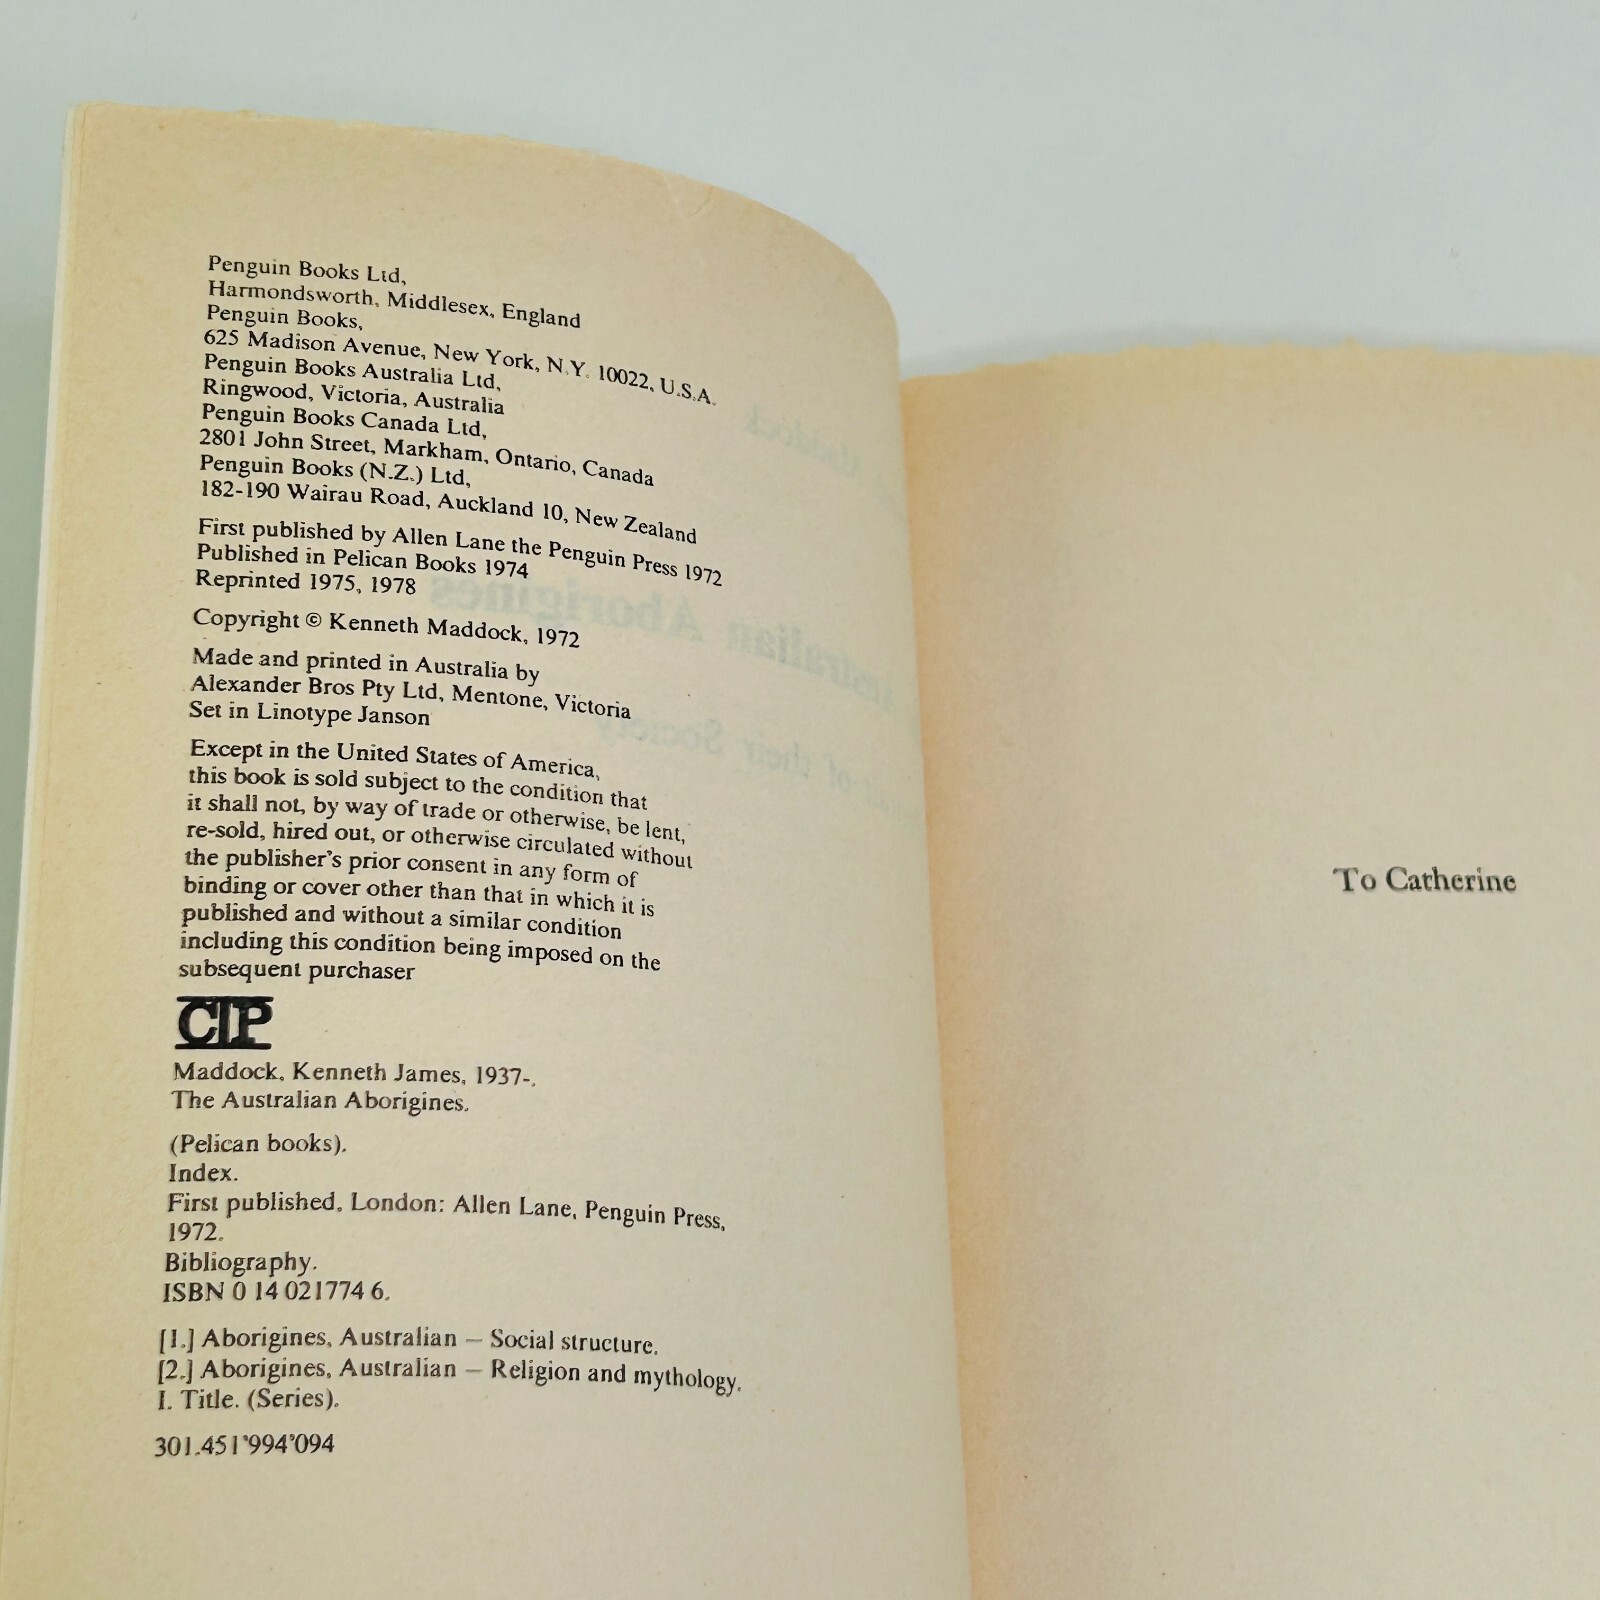 Penguin Books Ltd,
Harmondsworth, Middlesex, England
Penguin Books,
625 Madison Avenue, New York, N.Y. 10022, U.S.A.
Penguin Books Australia Ltd,
Ringwood, Victoria, Australia
Penguin Books Canada Ltd,
2801 John Street, Markham, Ontario, Canada
Penguin Books (N.Z.) Ltd,
182-190 Wairau Road, Auckland 10, New Zealand
First published by Allen Lane the Penguin Press 1972
Published in Pelican Books 1974
Reprinted 1975, 1978
Copyright © Kenneth Maddock, 1972
Made and printed in Australia by
Alexander Bros Pty Ltd, Mentone, Victoria
Set in Linotype Janson
Except in the United States of America,
this book is sold subject to the condition that
it shall not, by way of trade or otherwise, be lent,
re-sold, hired out, or otherwise circulated without
the publisher's prior consent in any form of
binding or cover other than that in which it is
published and without a similar condition
including this condition being imposed on the
subsequent purchaser
CIP
Maddock, Kenneth James, 1937-.
The Australian Aborigines.
(Pelican books).
Index.
First published, London: Allen Lane, Penguin Press,
1972.
Bibliography.
ISBN 0 14 021774 6.
[1.] Aborigines, Australian — Social structure.
[2.] Aborigines, Australian — Religion and mythology.
I. Title. (Series).
301.451'994'094
To Catherine